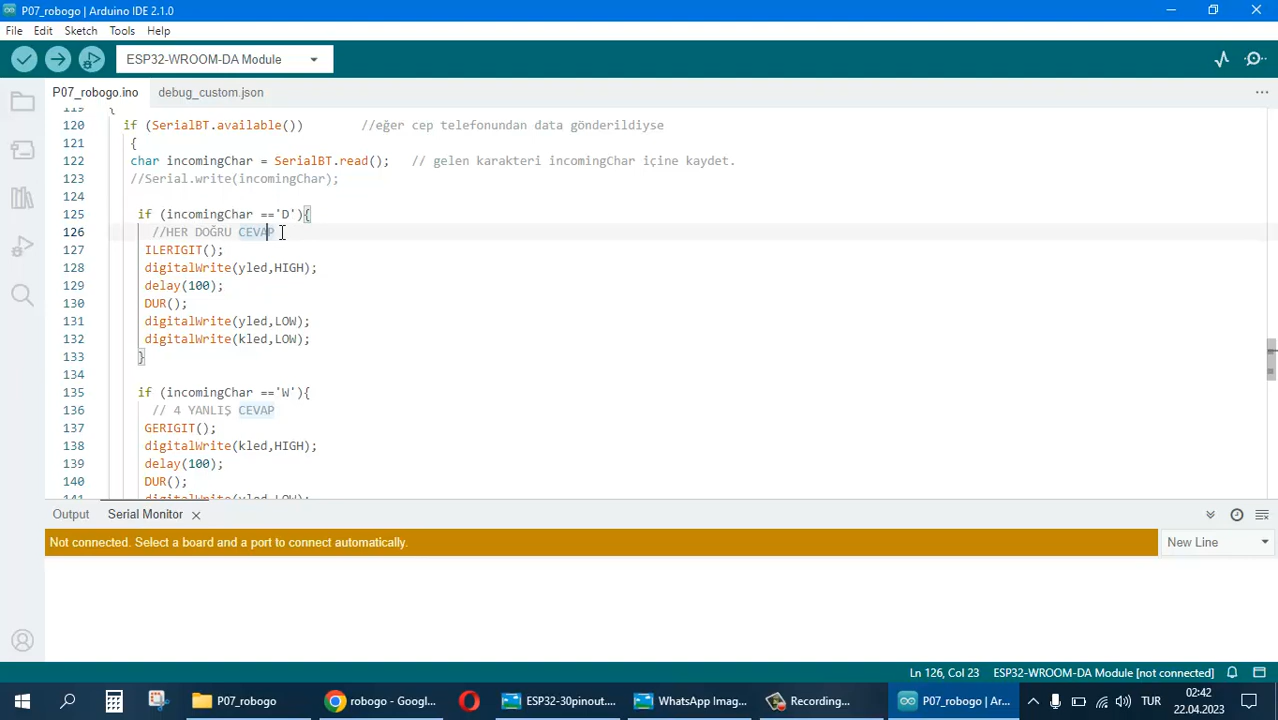 P07_robogo | Arduino IDE 2.1.0
File Edit Sketch Tools Help
ESP32-WROOM-DA Module
P07_robogo.ino debug_custom.json
119 {
120 if (SerialBT.available()) //eğer cep telefonundan data gönderildiyse
121 {
122 char incomingChar = SerialBT.read(); // gelen karakteri incomingChar içine kaydet.
123 //Serial.write(incomingChar);
124
125 if (incomingChar =='D'){
126 //HER DOĞRU CEVAP
127 ILERIGIT();
128 digitalWrite(yled,HIGH);
129 delay(100);
130 DUR();
131 digitalWrite(yled,LOW);
132 digitalWrite(kled,LOW);
133 }
134
135 if (incomingChar =='W'){
136 // 4 YANLIŞ CEVAP
137 GERIGIT();
138 digitalWrite(kled,HIGH);
139 delay(100);
140 DUR();
141 digitalWrite(yled,LOW);
Output Serial Monitor
Not connected. Select a board and a port to connect automatically. New Line
Ln 126, Col 23 ESP32-WROOM-DA Module [not connected]
P07_robogo robogo - Googl... ESP32-30pinout.... WhatsApp Imag... Recording... P07_robogo | Ar... TUR 02:42
22.04.2023